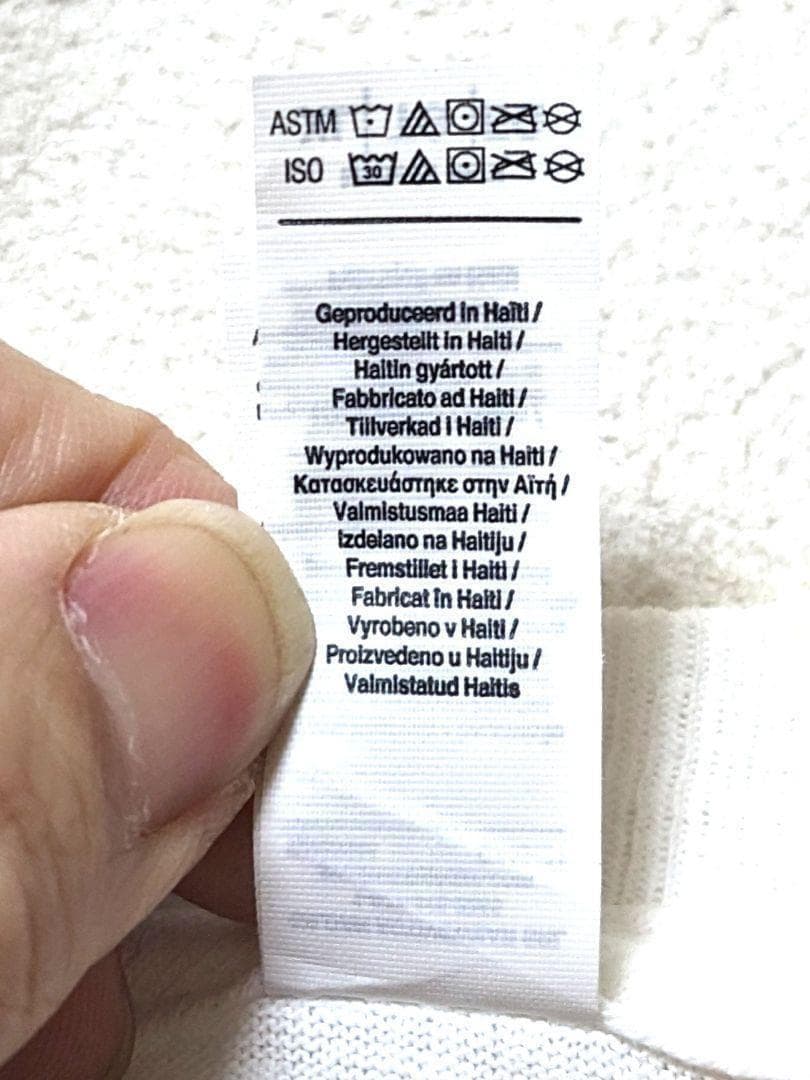 ASTM
ISO 30
Geproduceerd in Haïti /
Hergestellt in Haiti /
Haitin gyártott /
Fabbricato ad Haiti /
Tillverkad i Haiti /
Wyprodukowano na Haiti /
Κατασκευάστηκε στην Αϊτή /
Valmistusmaa Haiti /
Izdelano na Haitiju /
Fremstillet i Haiti /
Fabricat în Haiti /
Vyrobeno v Haiti /
Proizvedeno u Haitiju /
Valmistatud Haitis